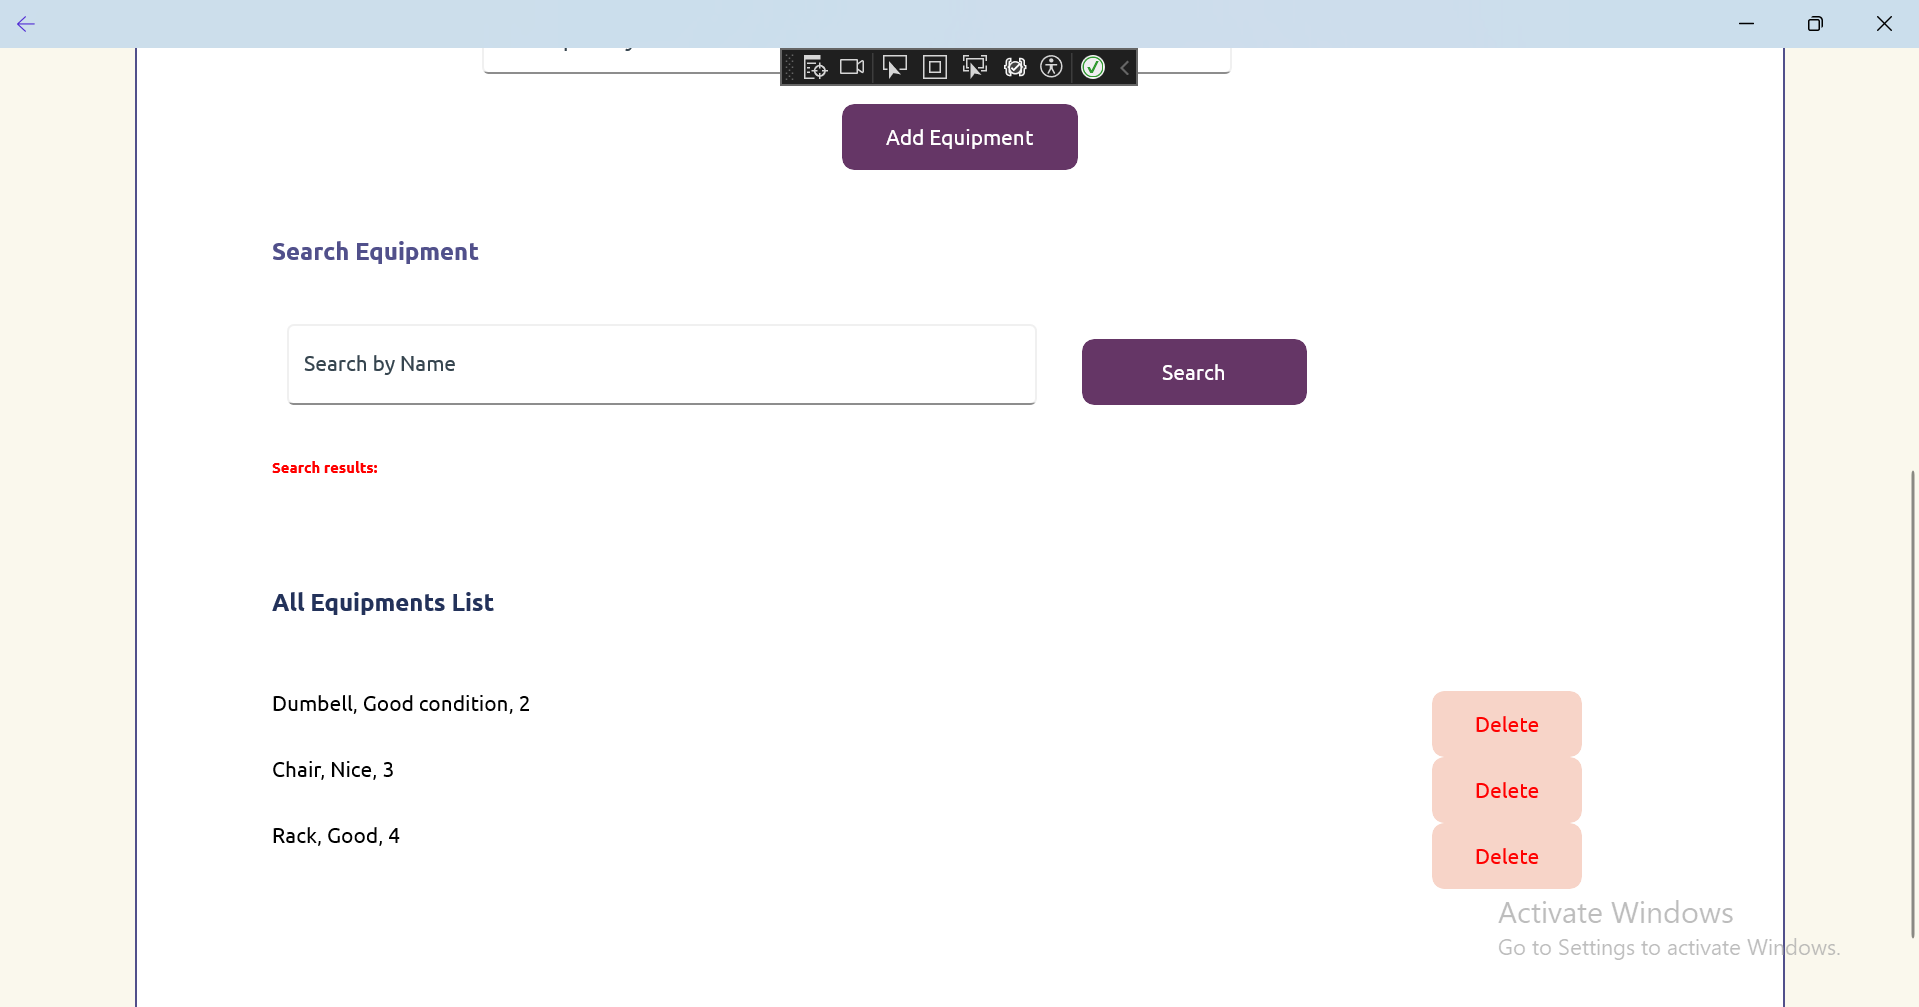 Add Equipment
Search Equipment
Search by Name
Search
Search results:
All Equipments List
Dumbell, Good condition, 2
Delete
Chair, Nice, 3
Delete
Rack, Good, 4
Delete
Activate Windows
Go to Settings to activate Windows.